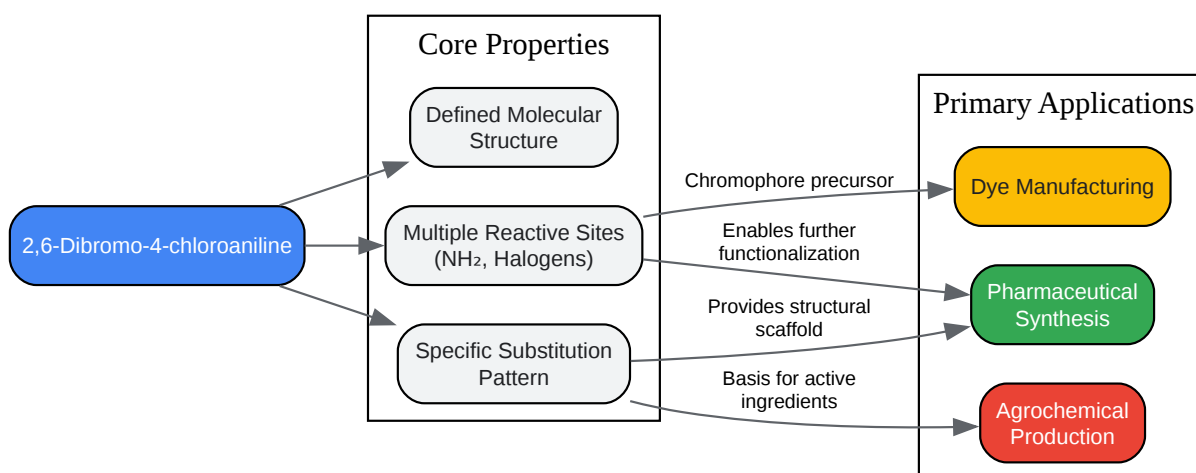 Core Properties
Primary Applications
Defined Molecular
Structure
2,6-Dibromo-4-chloroaniline
Multiple Reactive Sites
(NH₂, Halogens)
Specific Substitution
Pattern
Chromophore precursor
Enables further
functionalization
Provides structural
scaffold
Basis for active
ingredients
Dye Manufacturing
Pharmaceutical
Synthesis
Agrochemical
Production